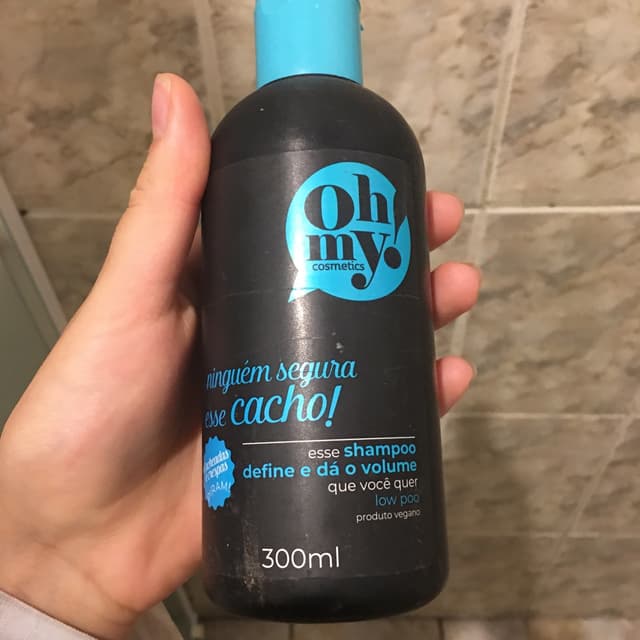 oh
my!
cosmetics
ninguém segura
esse cacho!
esse shampoo
define e dá o volume
que você quer
low poo
produto vegano
300ml